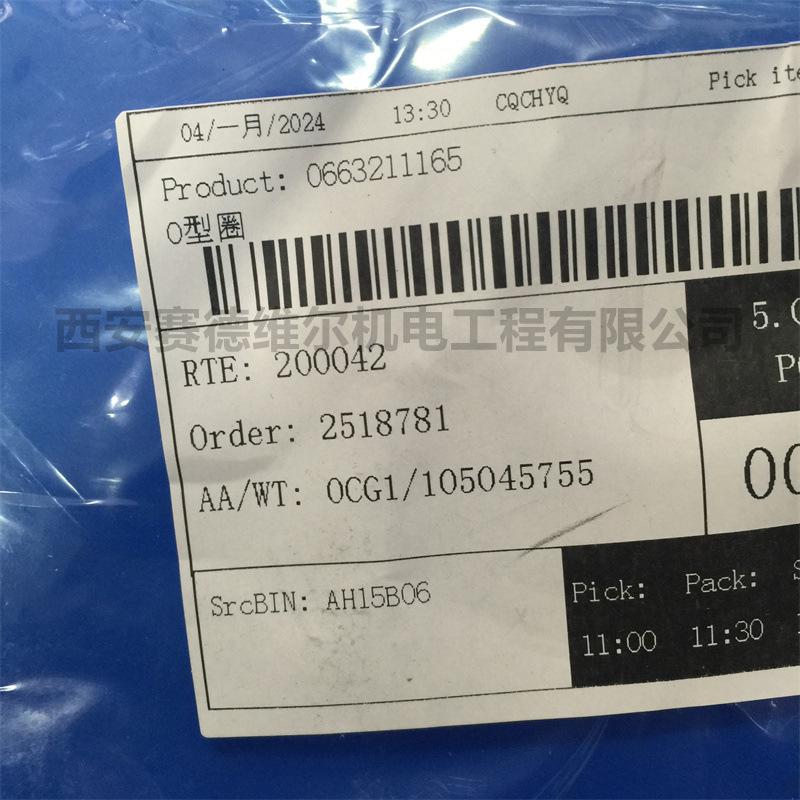 04/一月/2024 13:30 CQCHYQ Pick
Product: 0663211165
O型圈
西安赛德维尔机电工程有限公司
RTE: 200042
5.
Order: 2518781
AA/WT: OCG1/105045755
SrcBIN: AH15B06
Pick: Pack:
11:00 11:30